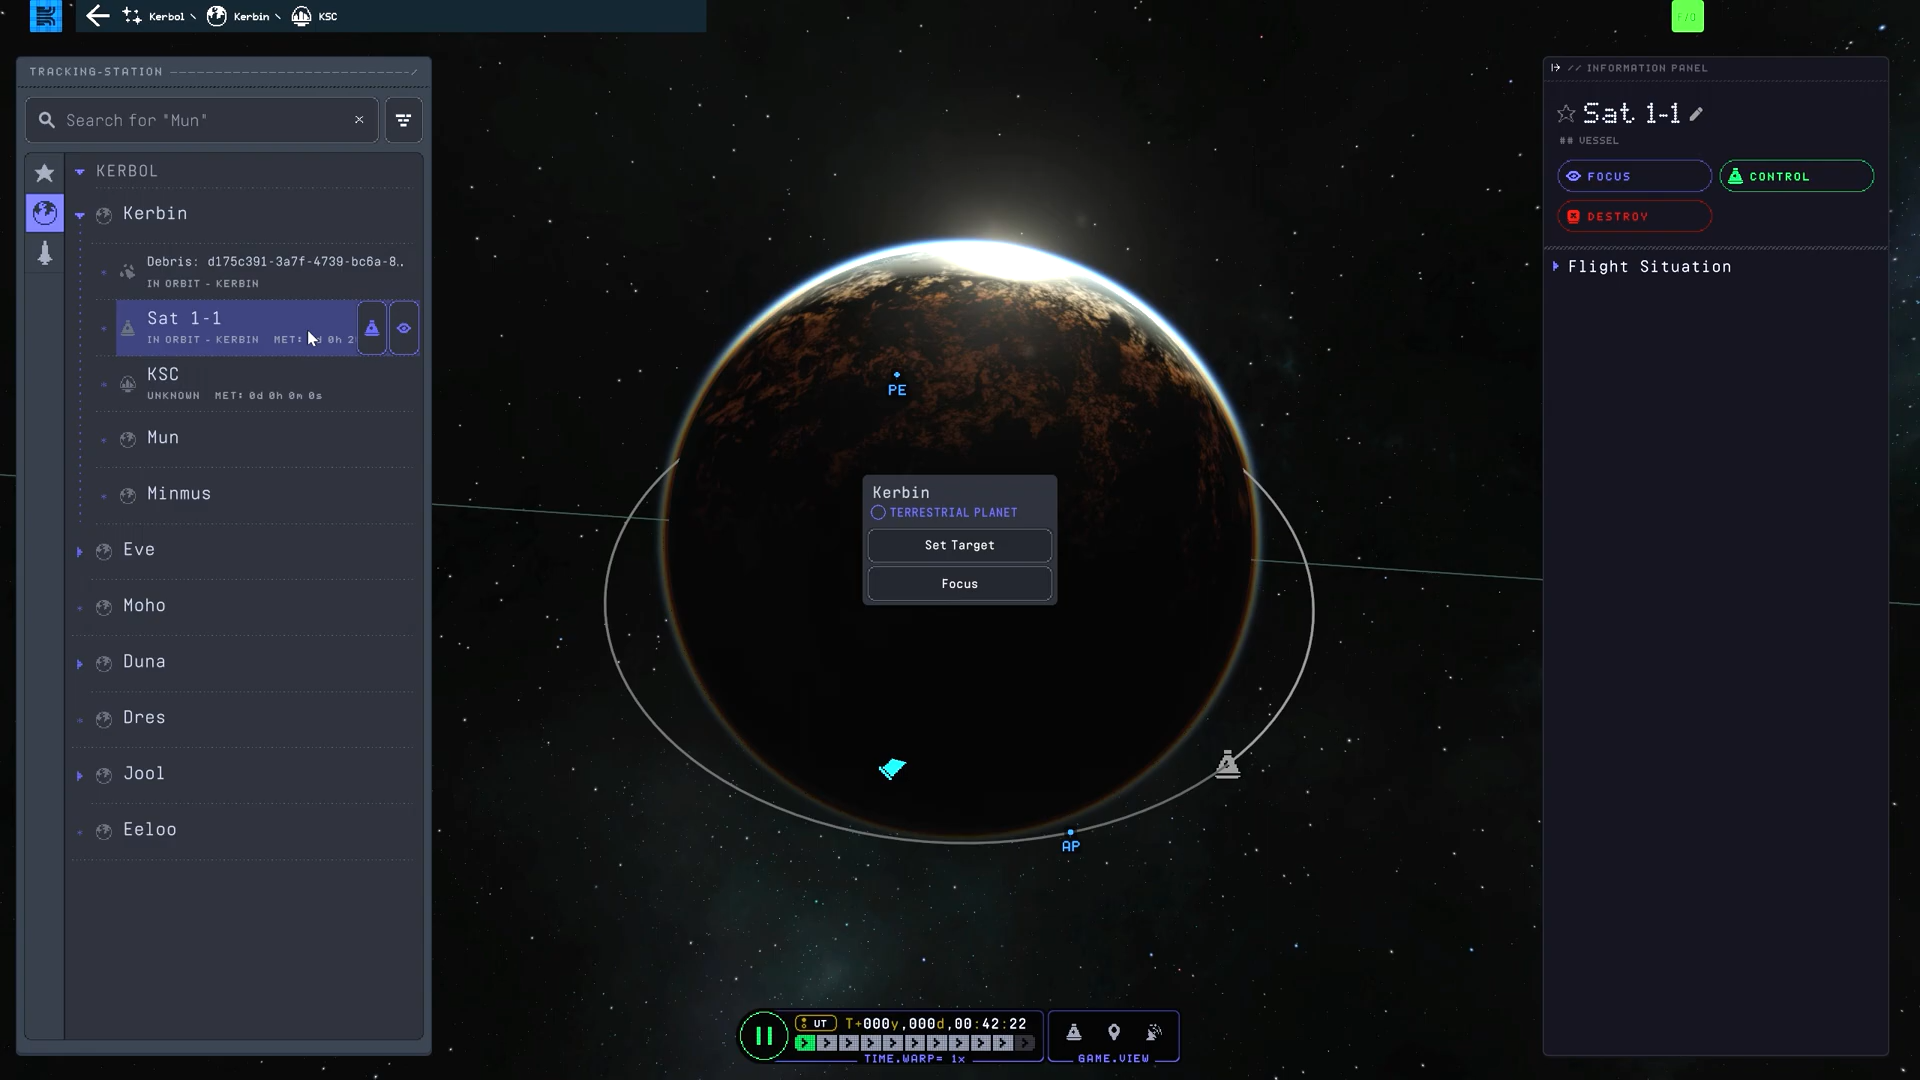 Kerbol \ Kerbin \ KSC
F/O
TRACKING-STATION
Search for "Mun"
KERBOL
Kerbin
Debris: d175c391-3a7f-4739-bc6a-8..
IN ORBIT - KERBIN
Sat 1-1
IN ORBIT - KERBIN MET: d 0h 2
KSC
UNKNOWN MET: 0d 0h 0m 0s
Mun
Minmus
Eve
Moho
Duna
Dres
Jool
Eeloo
PE
Kerbin
TERRESTRIAL PLANET
Set Target
Focus
AP
UT T+000y,000d,00:42:22
TIME.WARP= 1x
GAME.VIEW
// INFORMATION PANEL
Sat 1-1
## VESSEL
FOCUS
CONTROL
DESTROY
Flight Situation